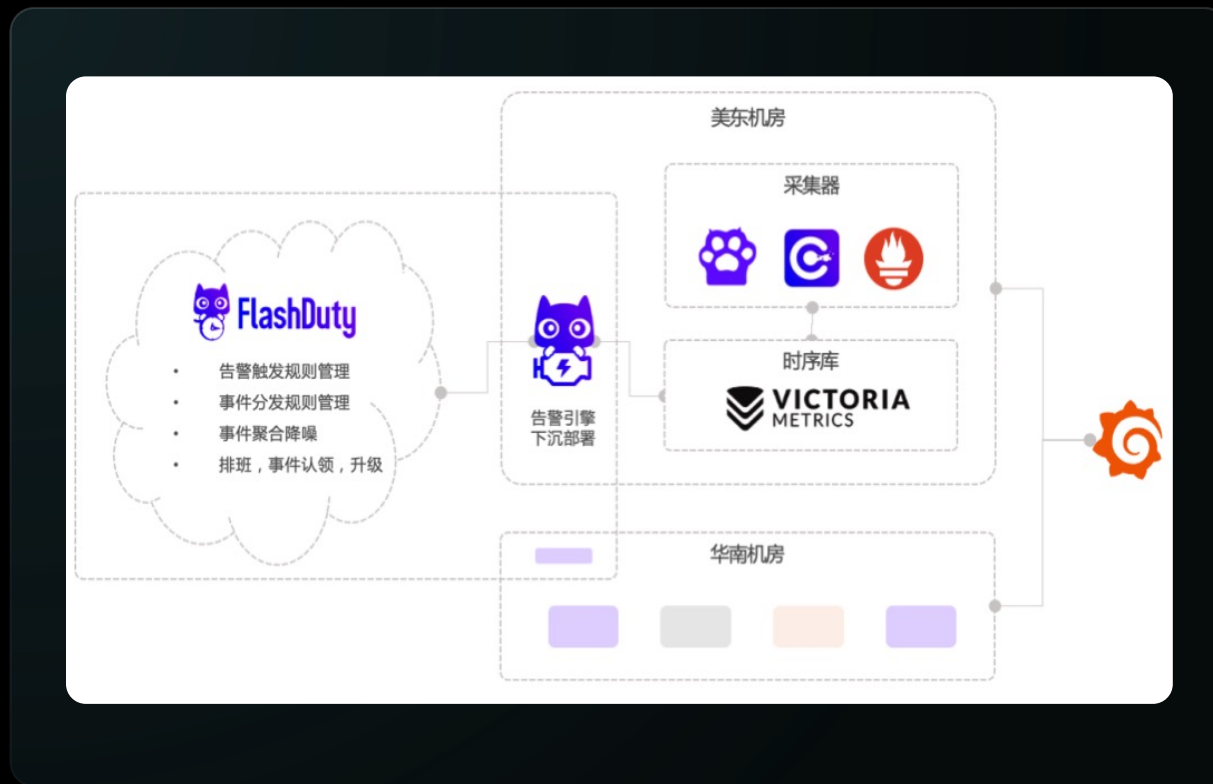 美东机房
采集器
FlashDuty
告警触发规则管理
事件分发规则管理
事件聚合降噪
排班，事件认领，升级
告警引擎
下沉部署
时序库
VICTORIA
METRICS
华南机房